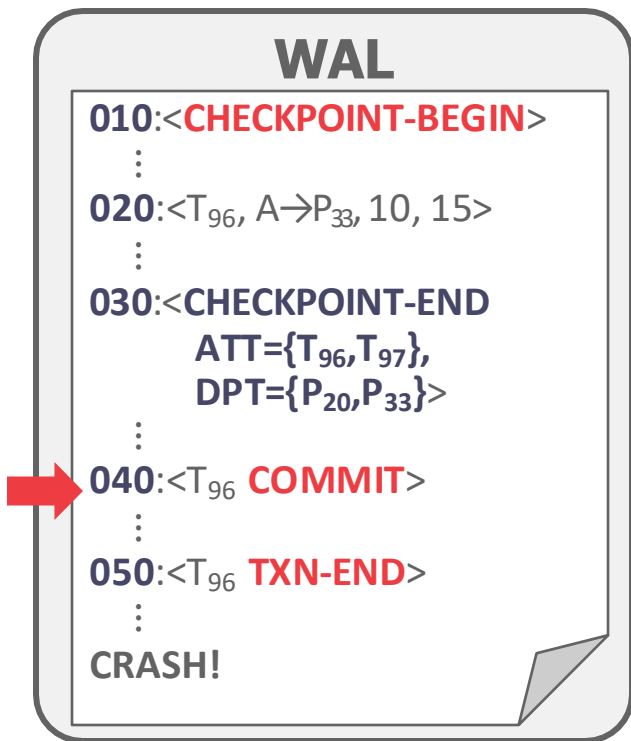 WAL
010:<CHECKPOINT-BEGIN>
⋮
020:<T₉₆, A→P₃₃, 10, 15>
⋮
030:<CHECKPOINT-END
ATT={T₉₆,T₉₇},
DPT={P₂₀,P₃₃}>
⋮
040:<T₉₆ COMMIT>
⋮
050:<T₉₆ TXN-END>
⋮
CRASH!